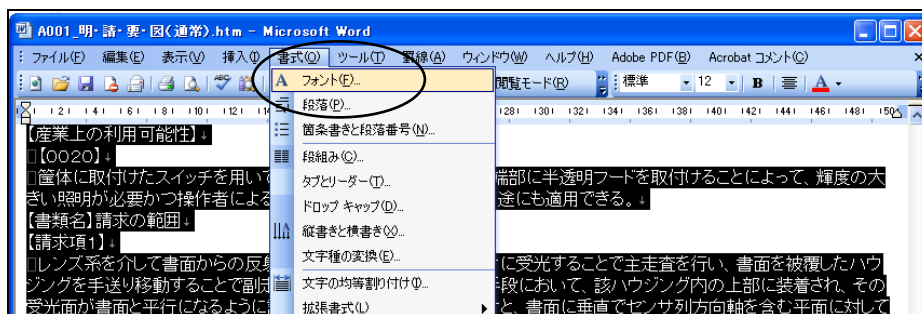 A001_明・請・要・図(通常).htm - Microsoft Word
ファイル(F) 編集(E) 表示(V) 挿入(I) 書式(O) ツール(T) 罫線(A) ウィンドウ(W) ヘルプ(H) Adobe PDF(B) Acrobat コメント(C)
閲覧モード(R) 標準 12 B A
フォント(F)...
段落(P)...
箇条書きと段落番号(N)...
段組み(C)...
タブとリーダー(T)...
ドロップ キャップ(D)...
縦書きと横書き(X)...
文字種の変換(E)...
文字の均等割り付け(I)...
拡張書式(L)
【産業上の利用可能性】↓
□【0020】↓
□筐体に取付けたスイッチを用いて 端部に半透明フードを取付けることによって、輝度の大
きい照明が必要かつ操作者による 途にも適用できる。↓
【書類名】請求の範囲↓
【請求項1】↓
□レンズ系を介して書面からの反射 に受光することで主走査を行い、書面を被覆したハウ
ジングを手送り移動することで副走 手段において、該ハウジング内の上部に装着され、その
受光面が書面と平行になるように と、書面に垂直でセンサ列方向軸を含む平面に対して